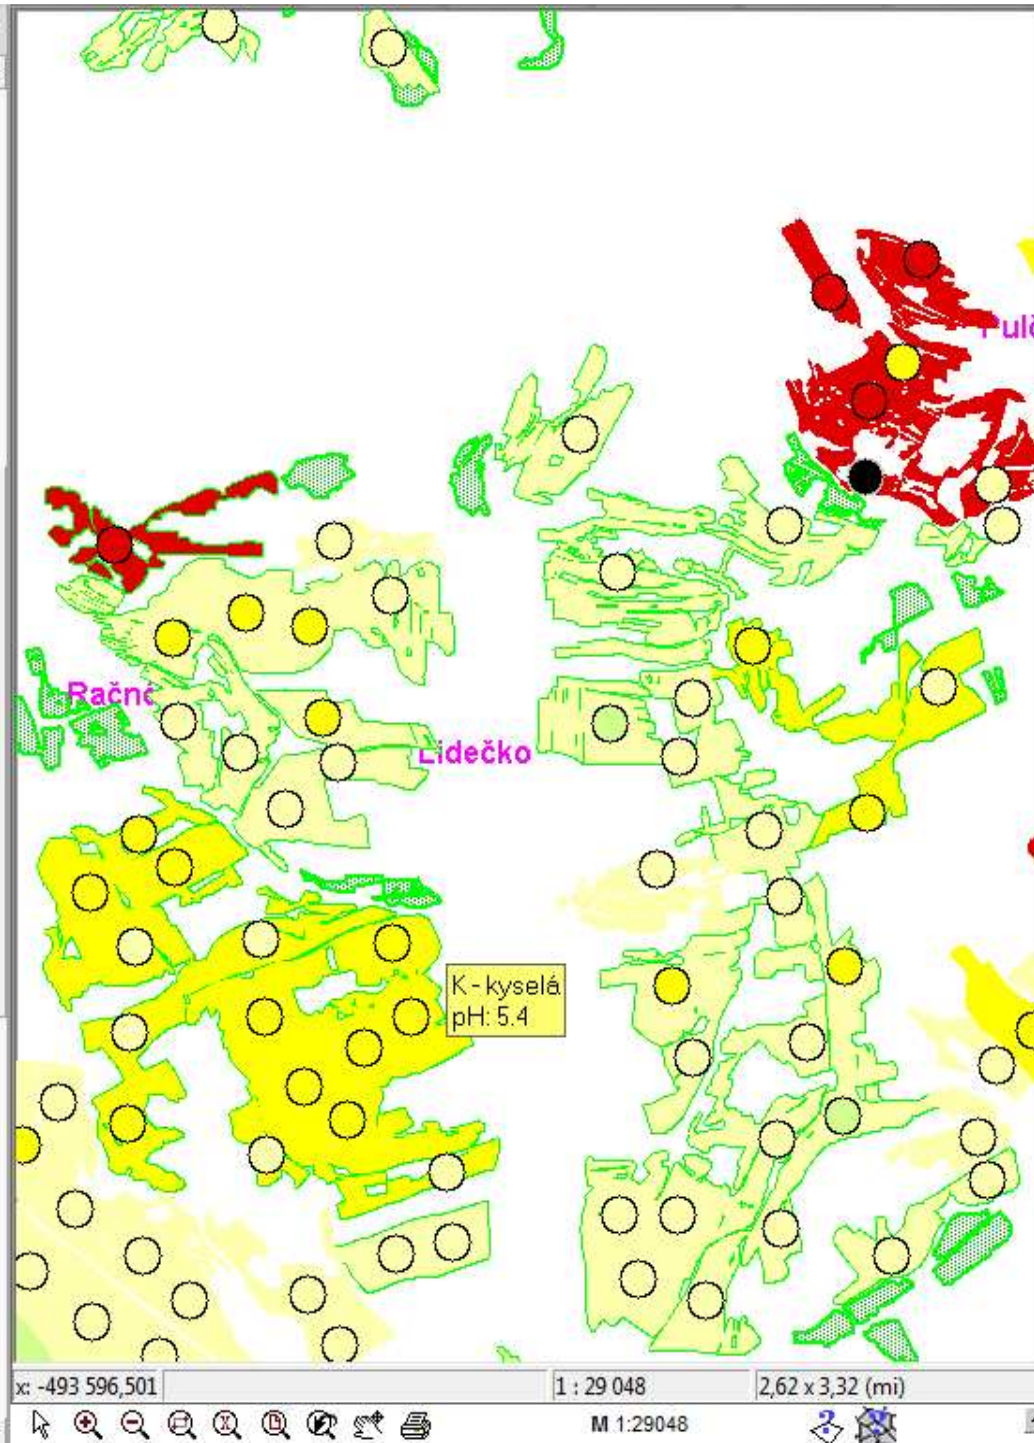 Pulč
Račno
Lidečko
K - kyselá
pH: 5.4
x: -493 596,501
1 : 29 048
2,62 x 3,32 (mi)
M 1:29048